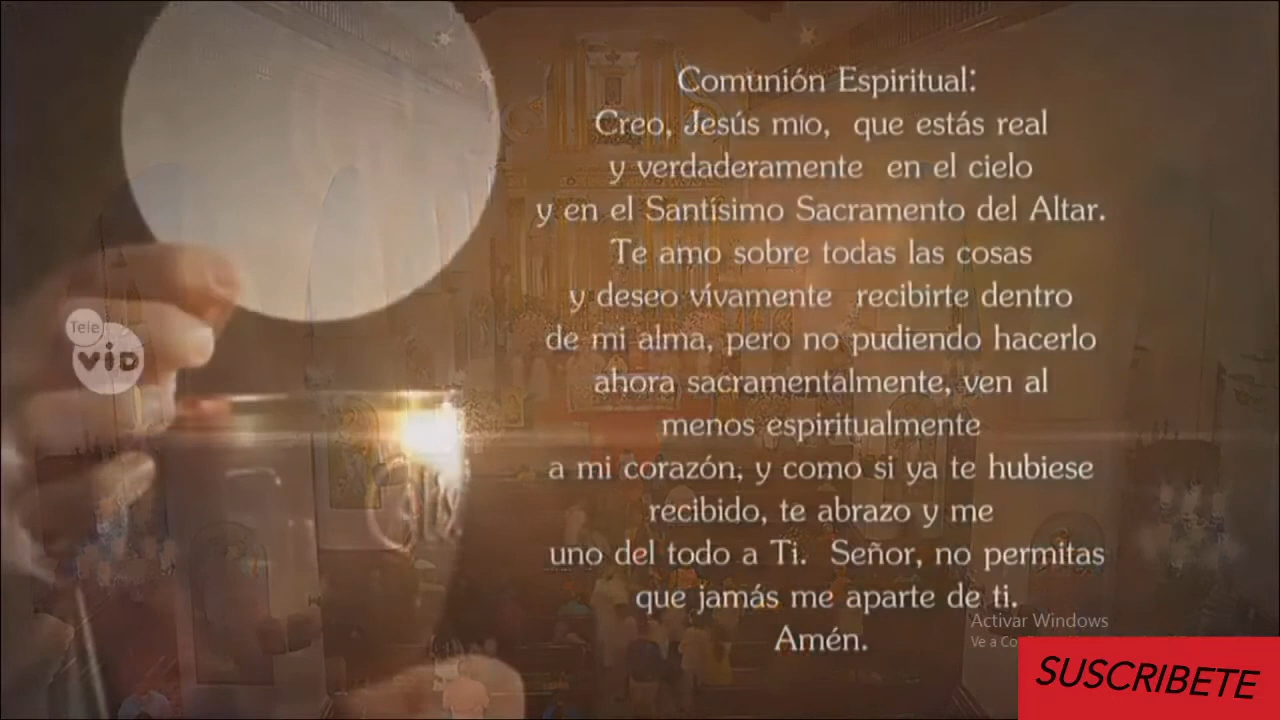 Comunión Espiritual:
Creo, Jesús mío, que estás real
y verdaderamente en el cielo
y en el Santísimo Sacramento del Altar.
Te amo sobre todas las cosas
y deseo vívamente recibirte dentro
de mi alma, pero no pudiendo hacerlo
ahora sacramentalmente, ven al
menos espiritualmente
a mi corazón, y como si ya te hubiese
recibido, te abrazo y me
uno del todo a Ti. Señor, no permitas
que jamás me aparte de ti.
Amén.
Tele
VID
Activar Windows
Ve a
SUSCRIBETE